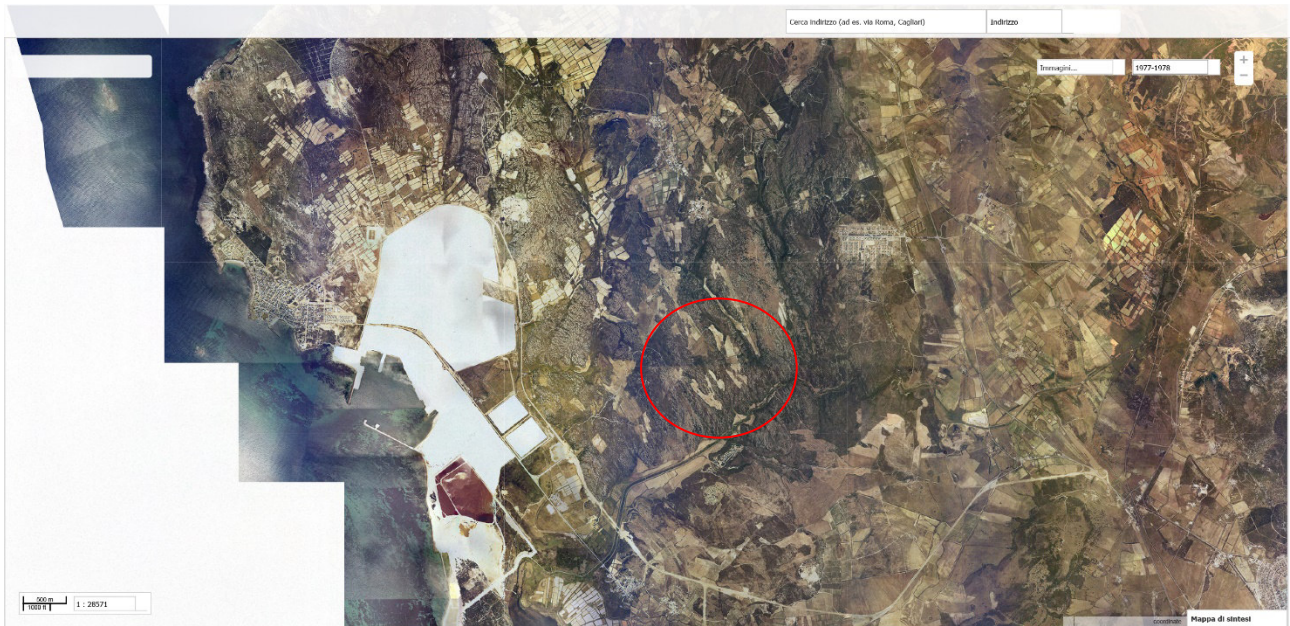 Cerca indirizzo (ad es. via Roma, Cagliari)
Indirizzo
Immagini...
1977-1978
+
−
500 m
1000 ft
1 : 28571
coordinate
Mappa di sintesi